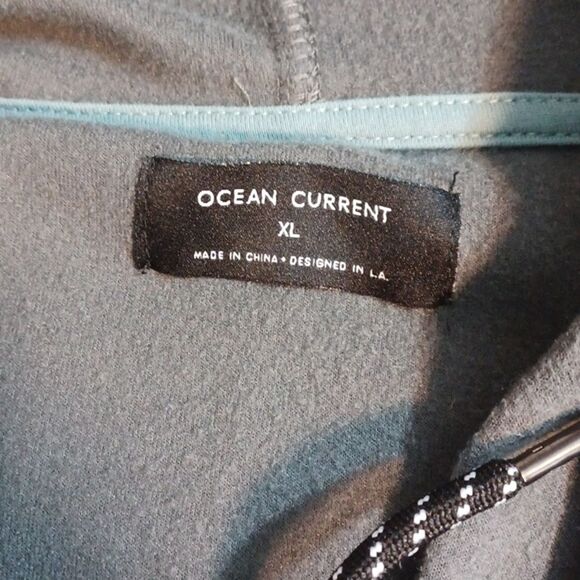 OCEAN CURRENT
XL
MADE IN CHINA • DESIGNED IN L.A.